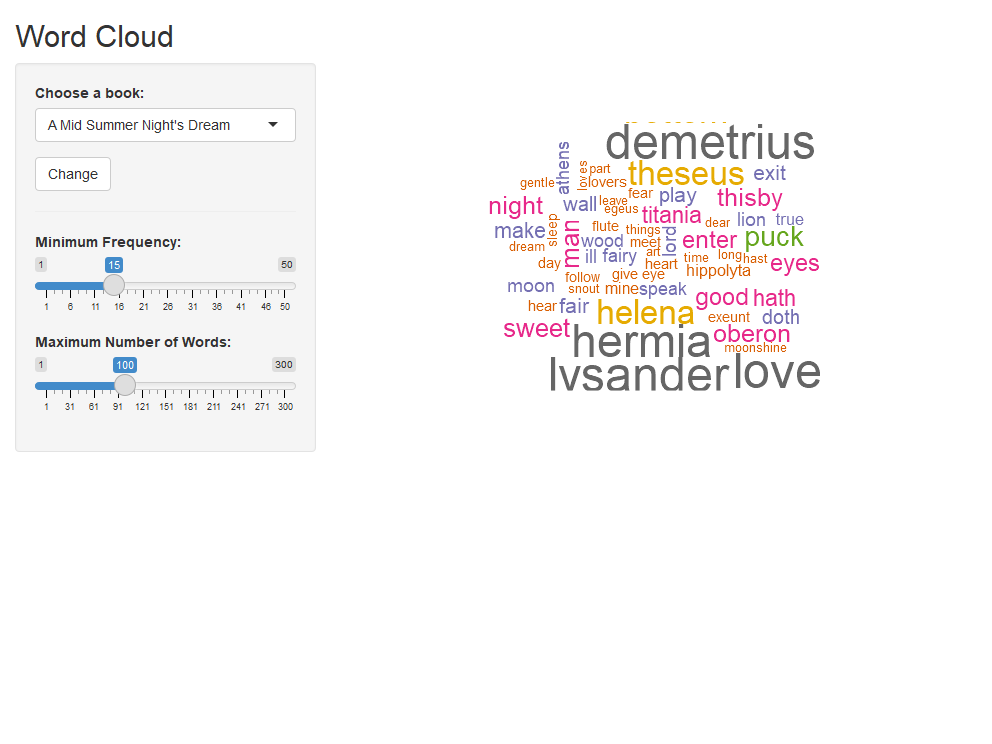 Word Cloud
Choose a book:
A Mid Summer Night's Dream
Change
Minimum Frequency:
1 15 50
1 6 11 16 21 26 31 36 41 46 50
Maximum Number of Words:
1 100 300
1 31 61 91 121 151 181 211 241 271 300
demetrius
athens loves part theseus exit
gentle lovers
night wall leave fear play thisby
egeus titania
make sleep flute things lord dear lion true
dream man wood meet enter puck
ill fairy art time long hast
day heart hippolyta eyes
moon follow give eye
snout mine speak good hath
hear fair helena exeunt doth
sweet hermia oberon
moonshine
lysander love